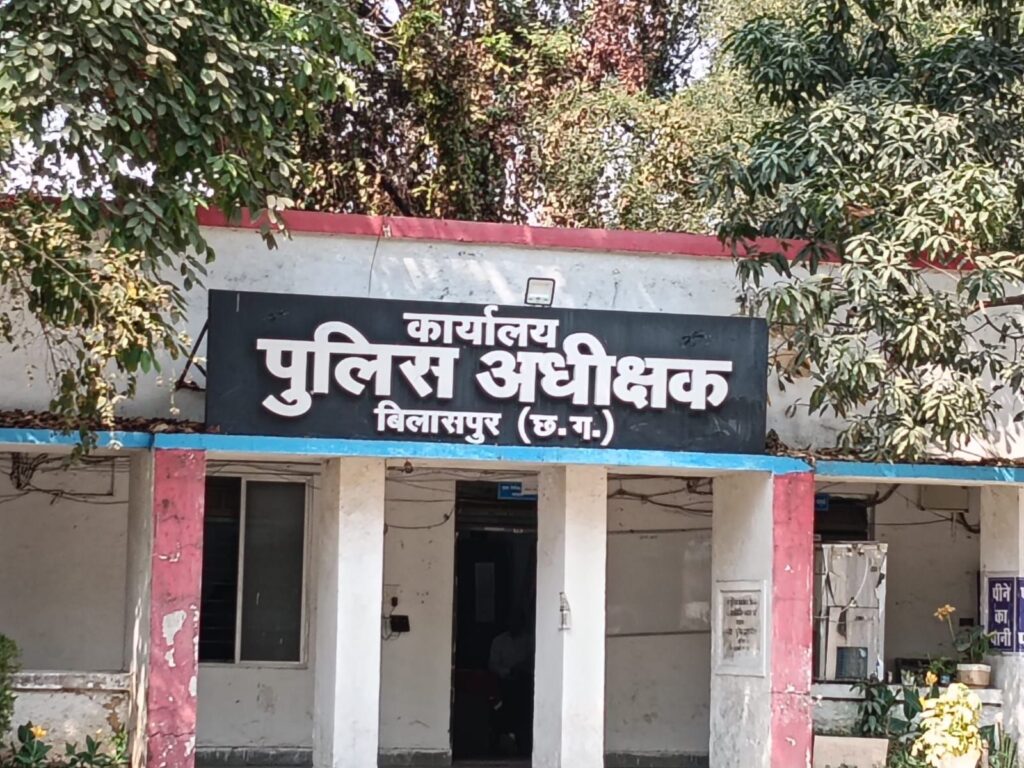 कार्यालय
पुलिस अधीक्षक
बिलासपुर (छ.ग.)
पीने
का
पानी